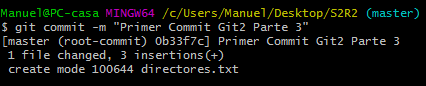 Manuel@PC-casa MINGW64 /c/Users/Manuel/Desktop/S2R2 (master)
$ git commit -m "Primer Commit Git2 Parte 3"
[master (root-commit) 0b33f7c] Primer Commit Git2 Parte 3
 1 file changed, 3 insertions(+)
 create mode 100644 directores.txt